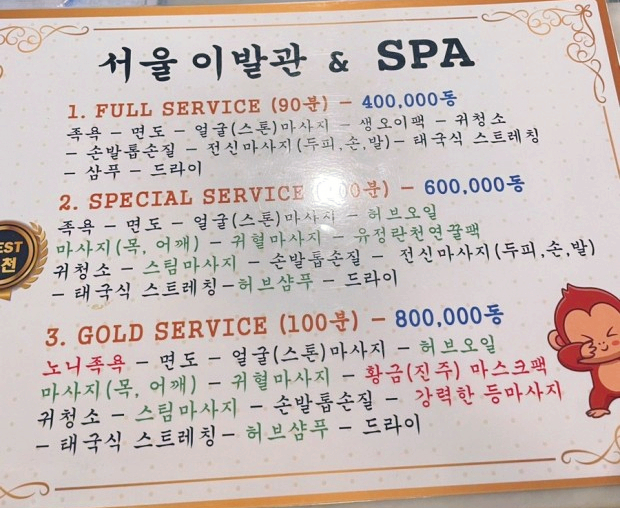 서울 이발관 & SPA
1. FULL SERVICE (90분) – 400,000동
족욕 – 면도 – 얼굴(스톤)마사지 – 생오이팩 – 귀청소
– 손발톱손질 – 전신마사지(두피,손,발)– 태국식 스트레칭
– 샴푸 – 드라이
2. SPECIAL SERVICE 00분) – 600,000동
족욕 – 면도 – 얼굴(스톤)마사지 – 허브오일
마사지(목, 어깨) – 귀혈마사지 – 유정란천연꿀팩
귀청소 – 스팀마사지 – 손발톱손질 – 전신마사지(두피,손,발)
– 태국식 스트레칭–허브샴푸 – 드라이
EST
천
3. GOLD SERVICE (100분) – 800,000동
노니족욕 – 면도 – 얼굴(스톤)마사지 – 허브오일
마사지(목, 어깨) – 귀혈마사지 – 황금(진주) 마스크팩
귀청소 – 스팀마사지 – 손발톱손질 – 강력한 등마사지
– 태국식 스트레칭– 허브샴푸 – 드라이